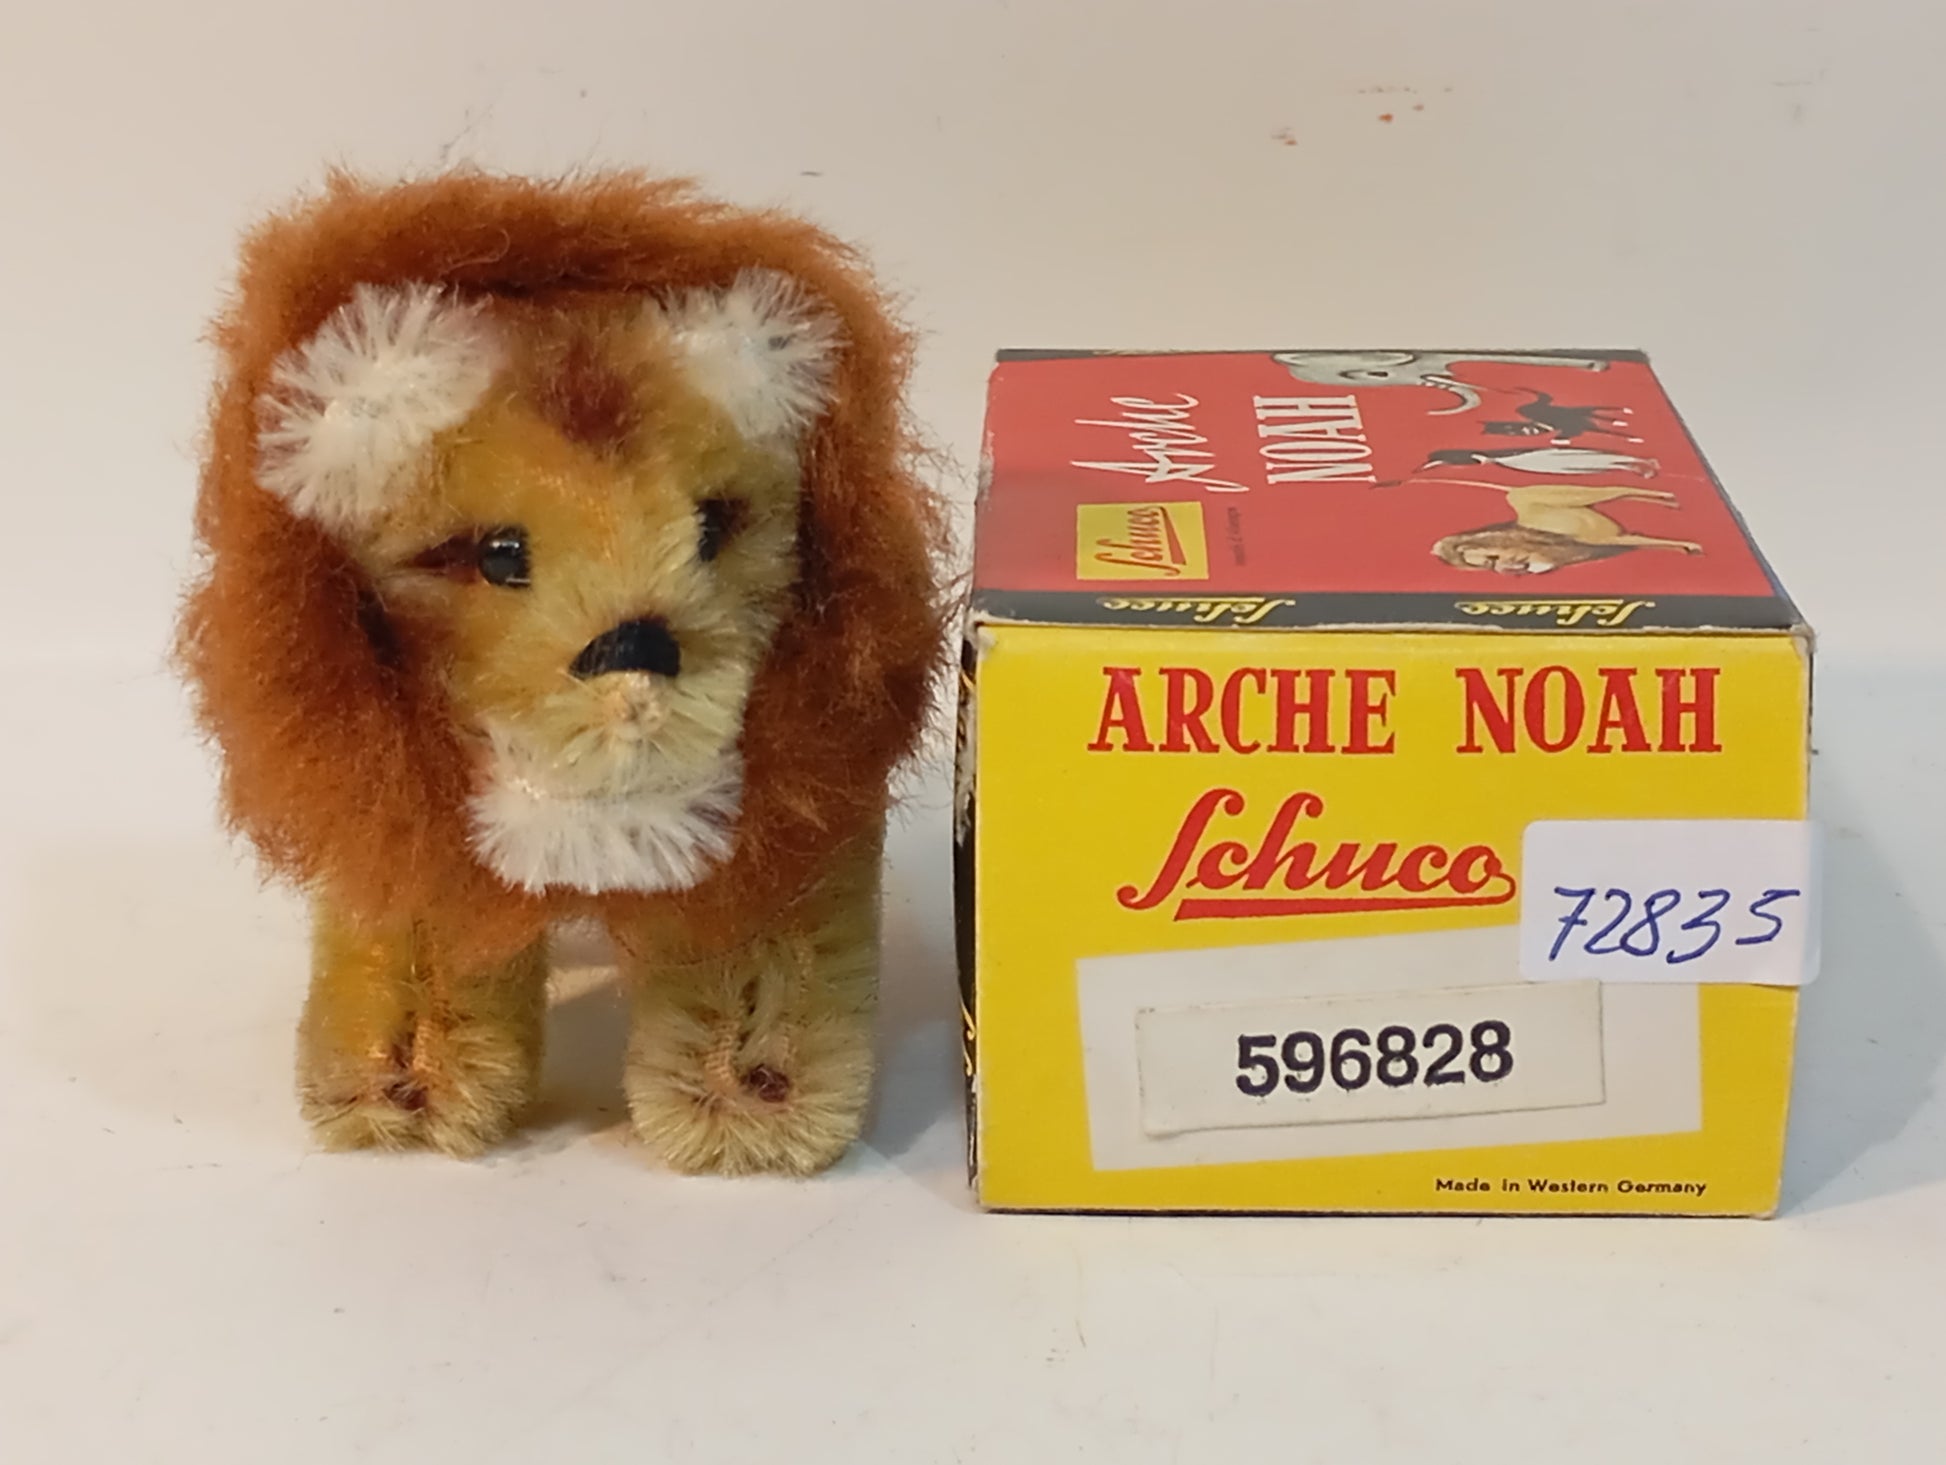 Arche
NOAH
Schuco
Schuco Schuco
ARCHE NOAH
Schuco
72835
596828
Made in Western Germany